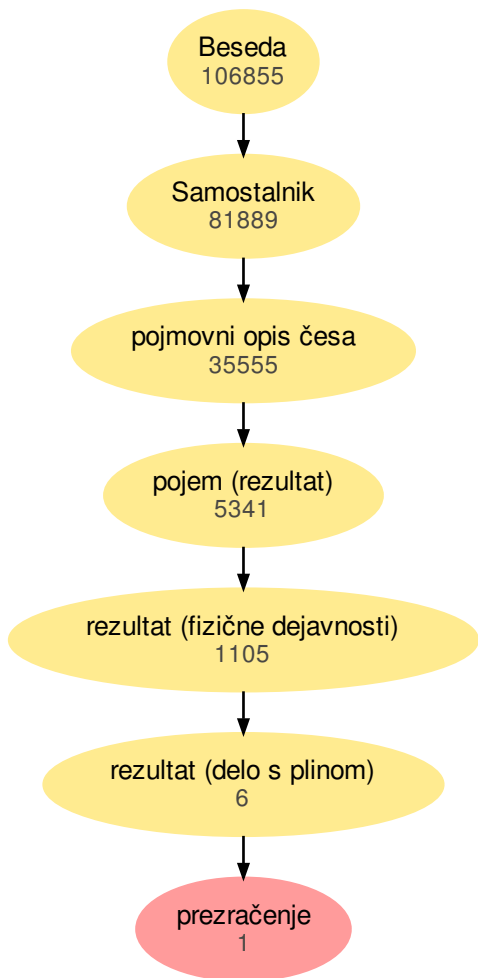 Beseda
106855
Samostalnik
81889
pojmovni opis česa
35555
pojem (rezultat)
5341
rezultat (fizične dejavnosti)
1105
rezultat (delo s plinom)
6
prezračenje
1